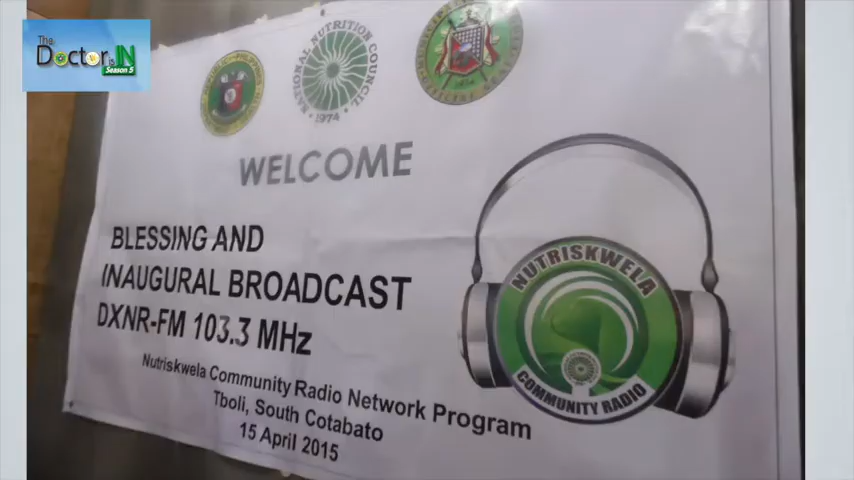 The
Doctor is IN
Season 5
NATIONAL NUTRITION COUNCIL
1974
WELCOME
BLESSING AND
INAUGURAL BROADCAST
DXNR-FM 103.3 MHz
Nutriskwela Community Radio Network Program
Tboli, South Cotabato
15 April 2015
NUTRISKWELA
COMMUNITY RADIO